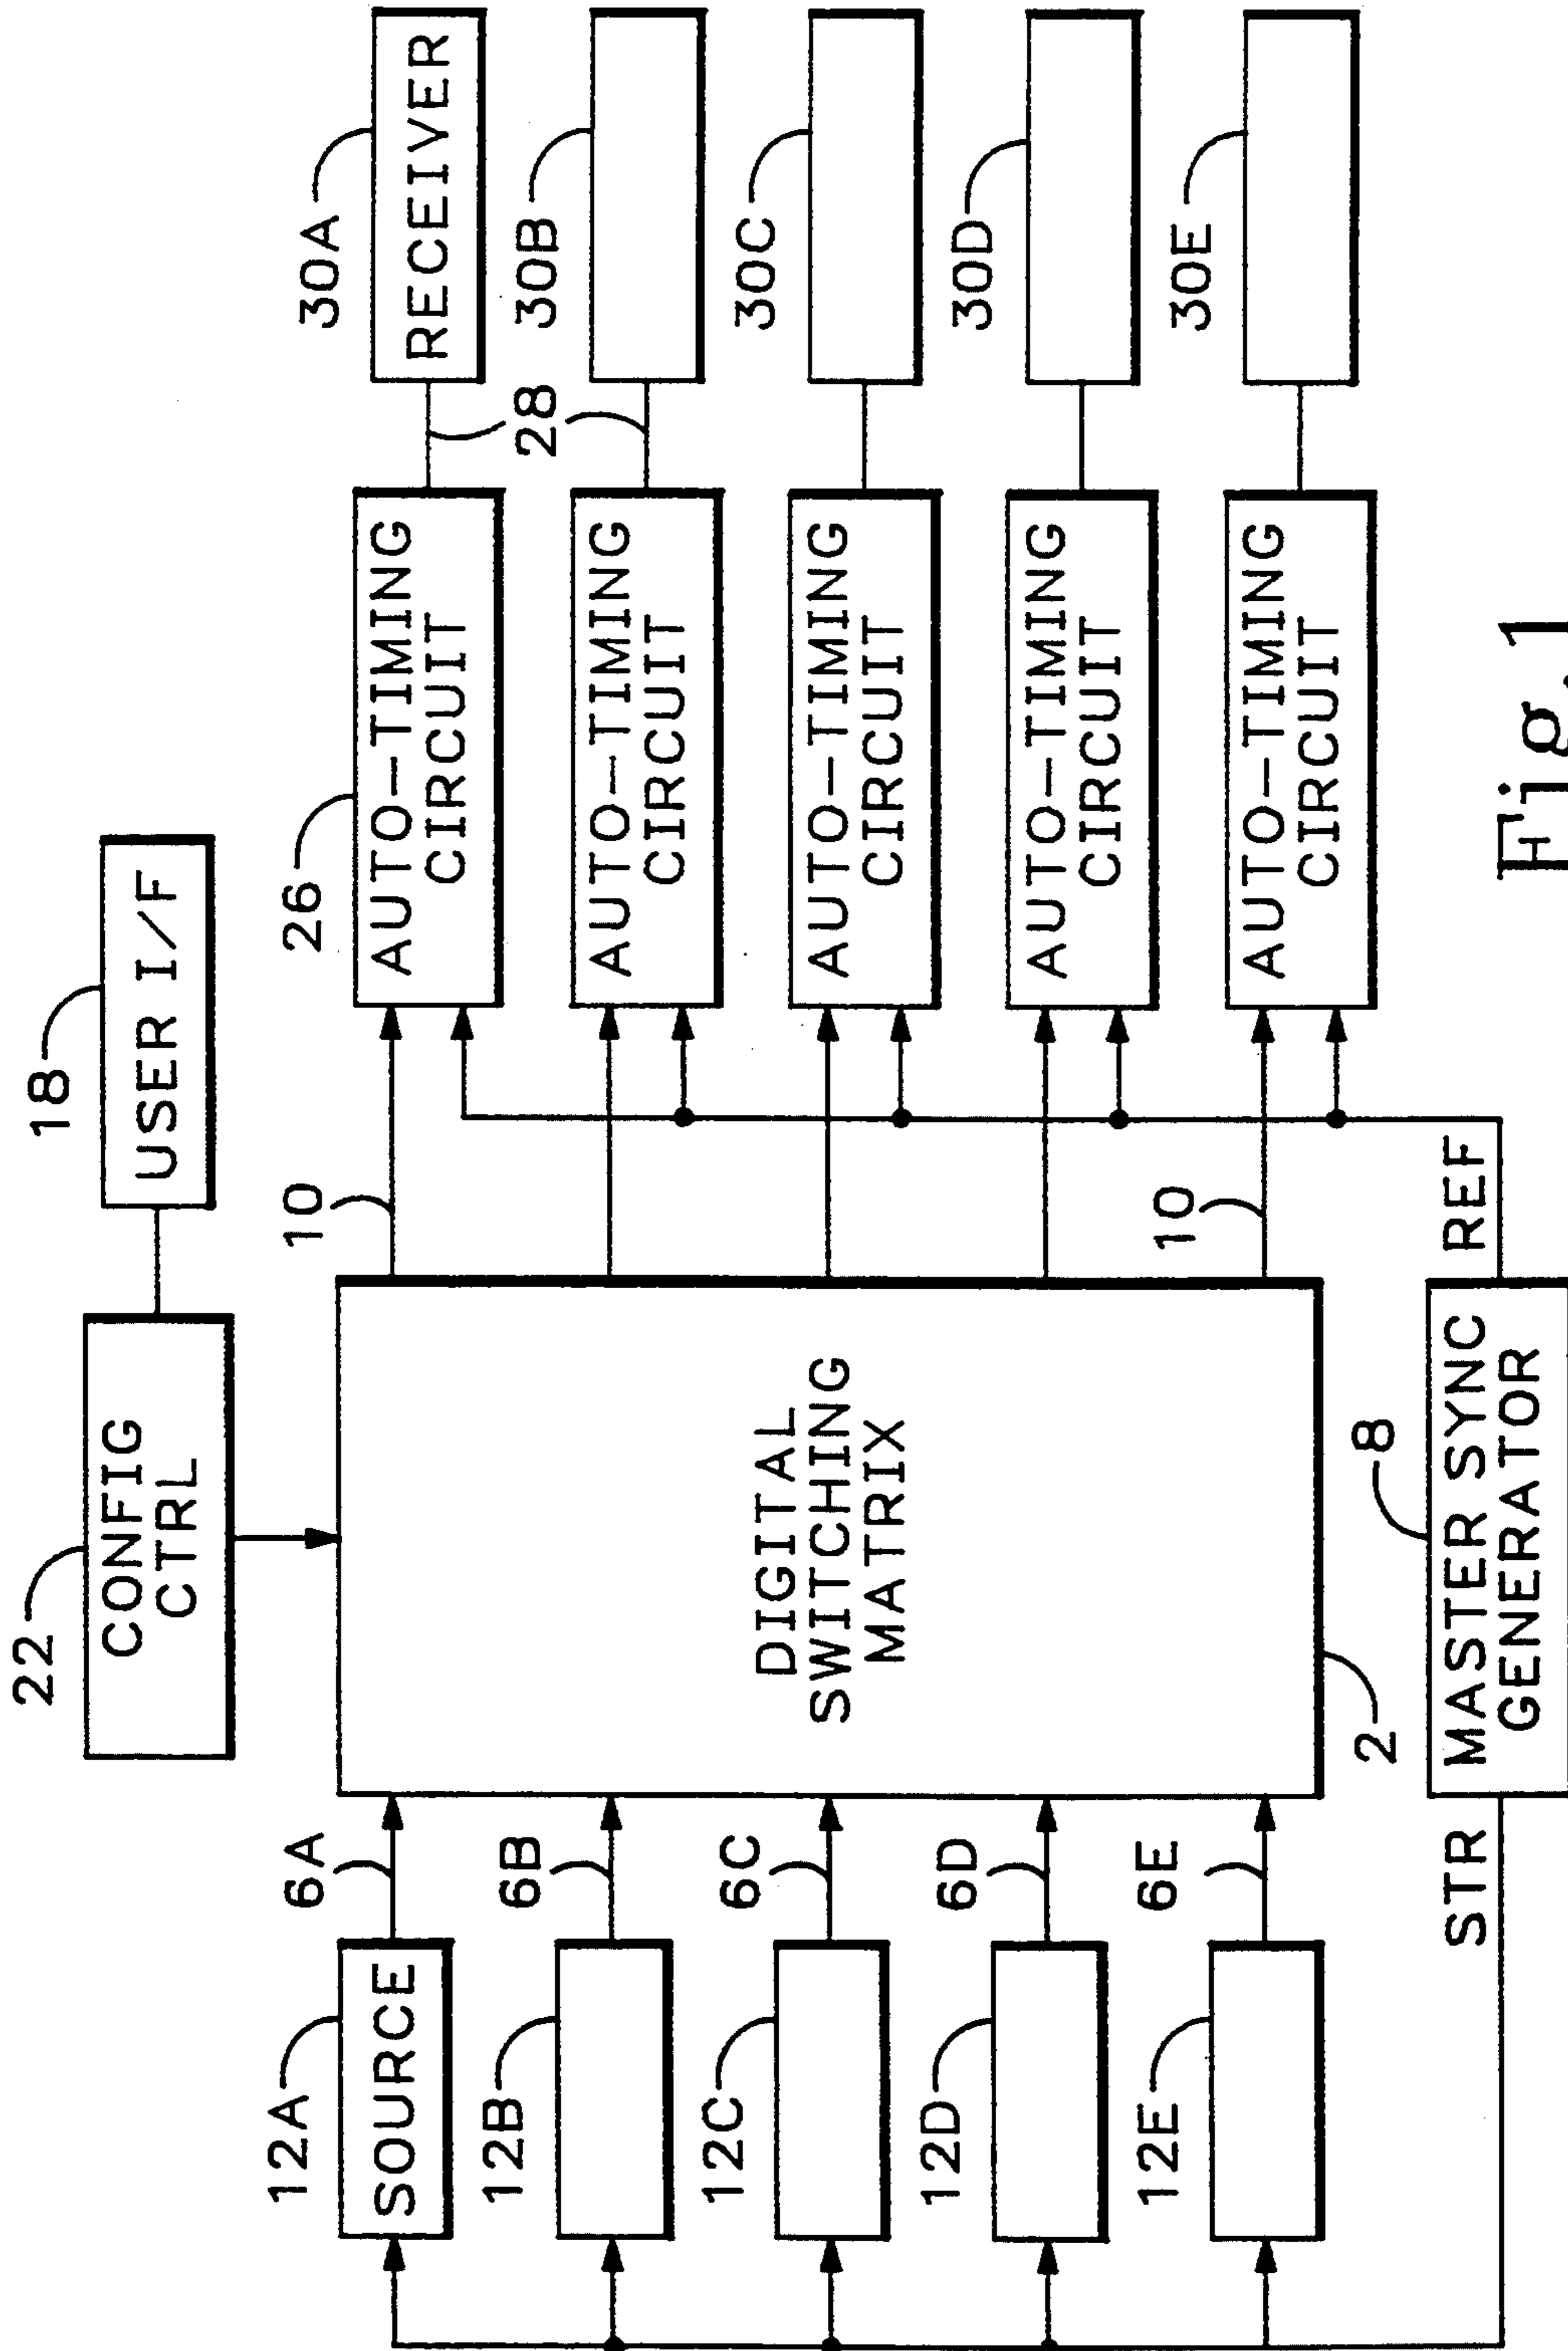 18
USER I/F
22
CONFIG
CTRL
12A
SOURCE
12B
12C
12D
12E
6A
6B
6C
6D
6E
DIGITAL
SWITCHING
MATRIX
2
10
10
26
AUTO-TIMING
CIRCUIT
AUTO-TIMING
CIRCUIT
AUTO-TIMING
CIRCUIT
AUTO-TIMING
CIRCUIT
AUTO-TIMING
CIRCUIT
28
30A
RECEIVER
30B
30C
30D
30E
STR
8
MASTER SYNC
GENERATOR
REF
Fig.1